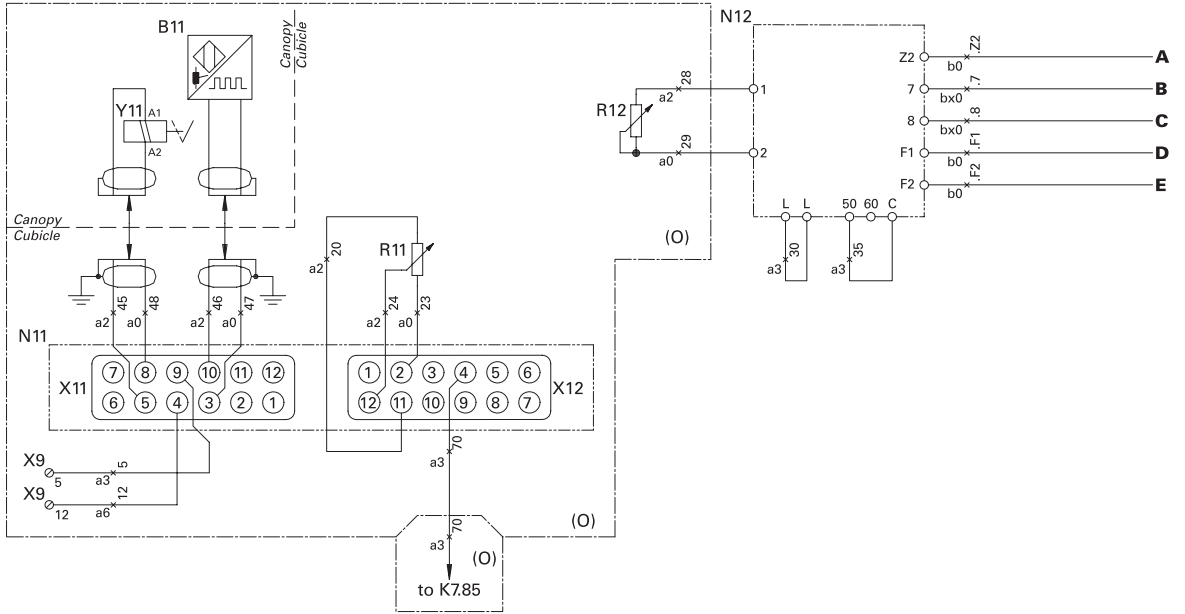 B11
Canopy
Cubicle
N12
Y11
A1
A2
R12
28
a2
1
29
a0
2
Z2
b0
.Z2
A
7
bx0
.7
B
8
bx0
.8
C
F1
b0
.F1
D
F2
b0
.F2
E
L L 50 60 C
30
a3
35
a3
Canopy
Cubicle
(O)
20
a2
R11
24
a2
23
a0
45
a2
48
a0
46
a2
47
a0
N11
X11
7 8 9 10 11 12
6 5 4 3 2 1
1 2 3 4 5 6
12 11 10 9 8 7
X12
X9
5
a3
5
X9
12
a6
12
70
a3
(O)
70
a3
(O)
to K7.85